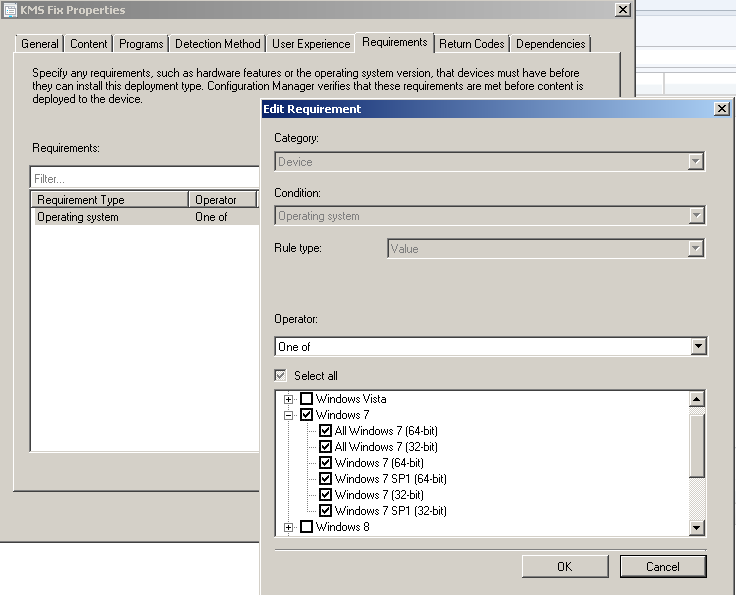 KMS Fix Properties
General
Content
Programs
Detection Method
User Experience
Requirements
Return Codes
Dependencies
Specify any requirements, such as hardware features or the operating system version, that devices must have before
they can install this deployment type. Configuration Manager verifies that these requirements are met before content is
deployed to the device.
Requirements:
Filter...
Requirement Type
Operator
Operating system
One of
Edit Requirement
Category:
Device
Condition:
Operating system
Rule type:
Value
Operator:
One of
Select all
Windows Vista
Windows 7
All Windows 7 (64-bit)
All Windows 7 (32-bit)
Windows 7 (64-bit)
Windows 7 SP1 (64-bit)
Windows 7 (32-bit)
Windows 7 SP1 (32-bit)
Windows 8
OK
Cancel